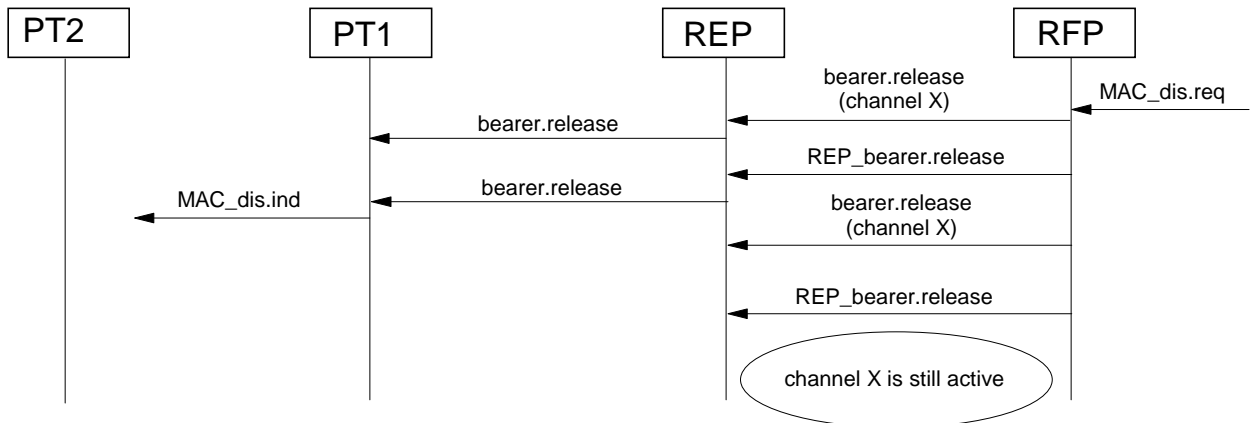 PT2
PT1
REP
RFP
bearer.release
(channel X)
MAC_dis.req
bearer.release
REP_bearer.release
bearer.release
MAC_dis.ind
bearer.release
(channel X)
REP_bearer.release
channel X is still active